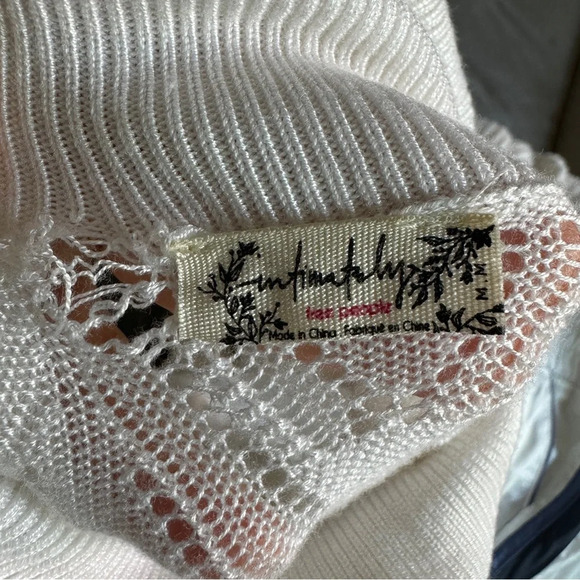 intimately
free people
Made in China . Fabriqué en Chine
M M